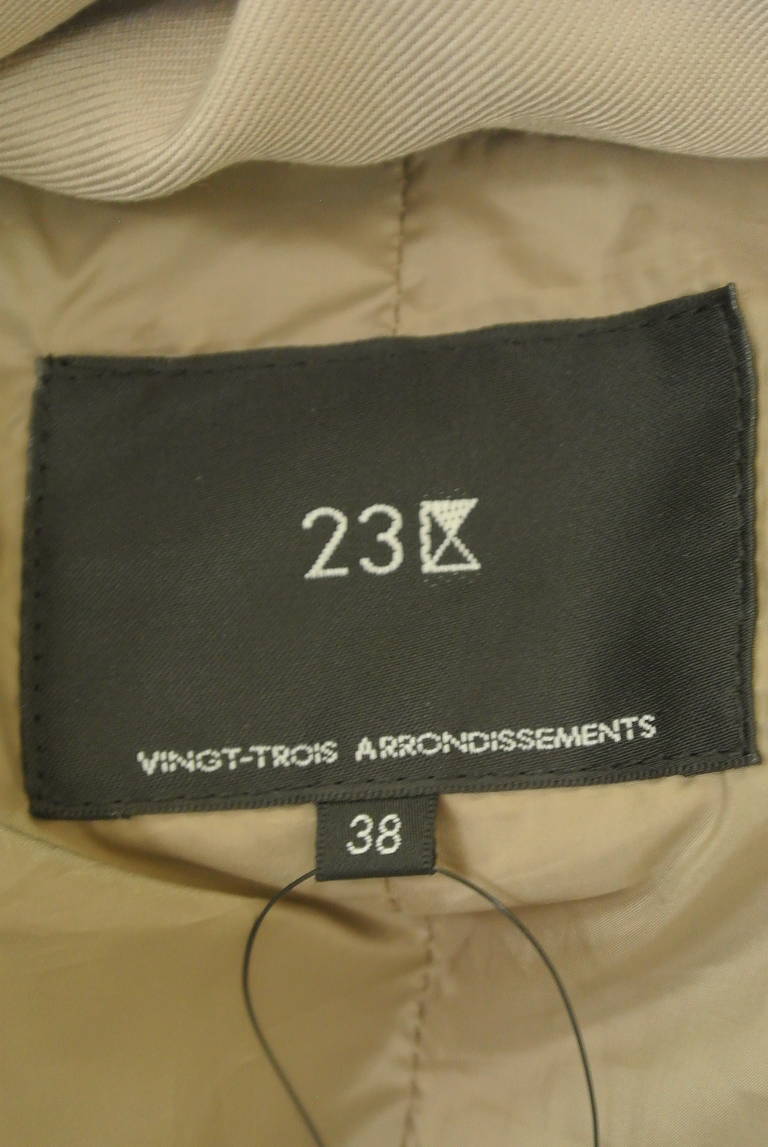 23区
VINGT-TROIS ARRONDISSEMENTS
38